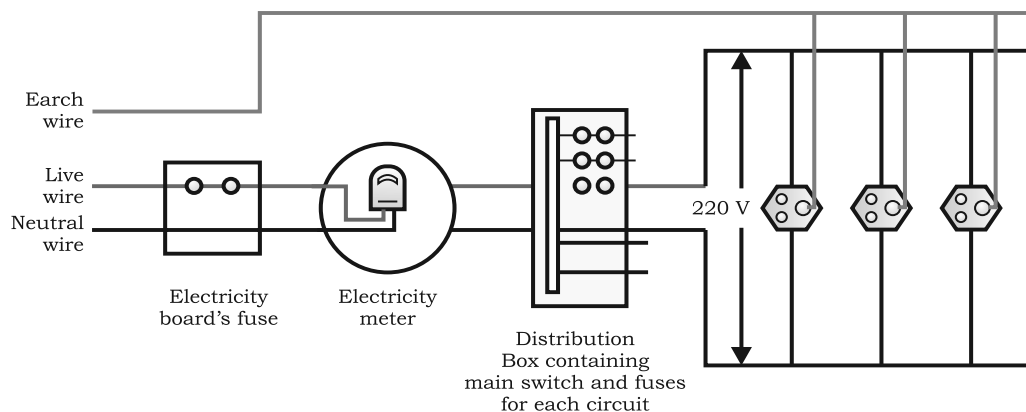 Earch
wire
Live
wire
Neutral
wire
220 V
Electricity
board's fuse
Electricity
meter
Distribution
Box containing
main switch and fuses
for each circuit